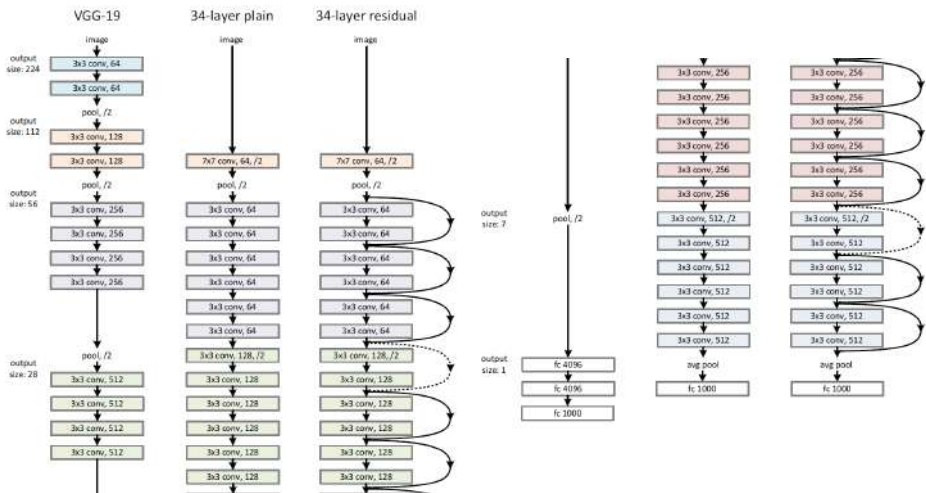 VGG-19
34-layer plain
34-layer residual
output
size: 224
image
3x3 conv, 64
3x3 conv, 64
pool, /2
output
size: 112
3x3 conv, 128
3x3 conv, 128
pool, /2
output
size: 56
3x3 conv, 256
3x3 conv, 256
3x3 conv, 256
3x3 conv, 256
pool, /2
output
size: 28
3x3 conv, 512
3x3 conv, 512
3x3 conv, 512
3x3 conv, 512
image
7x7 conv, 64, /2
pool, /2
3x3 conv, 64
3x3 conv, 64
3x3 conv, 64
3x3 conv, 64
3x3 conv, 64
3x3 conv, 64
3x3 conv, 128, /2
3x3 conv, 128
3x3 conv, 128
3x3 conv, 128
3x3 conv, 128
3x3 conv, 128
image
7x7 conv, 64, /2
pool, /2
3x3 conv, 64
3x3 conv, 64
3x3 conv, 64
3x3 conv, 64
3x3 conv, 64
3x3 conv, 64
3x3 conv, 128, /2
3x3 conv, 128
3x3 conv, 128
3x3 conv, 128
3x3 conv, 128
3x3 conv, 128
output
size: 7
pool, /2
output
size: 1
fc 4096
fc 4096
fc 1000
3x3 conv, 256
3x3 conv, 256
3x3 conv, 256
3x3 conv, 256
3x3 conv, 256
3x3 conv, 256
3x3 conv, 512, /2
3x3 conv, 512
3x3 conv, 512
3x3 conv, 512
3x3 conv, 512
3x3 conv, 512
avg pool
fc 1000
3x3 conv, 256
3x3 conv, 256
3x3 conv, 256
3x3 conv, 256
3x3 conv, 256
3x3 conv, 256
3x3 conv, 512, /2
3x3 conv, 512
3x3 conv, 512
3x3 conv, 512
3x3 conv, 512
3x3 conv, 512
avg pool
fc 1000